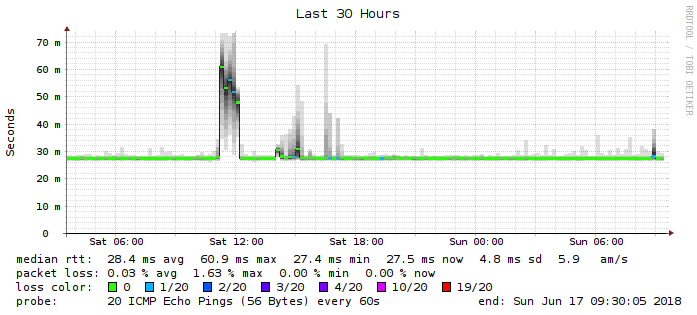 Last 30 Hours
RRDTOOL / TOBI OETIKER
Seconds
70 m
60 m
50 m
40 m
30 m
20 m
10 m
0
Sat 06:00 Sat 12:00 Sat 18:00 Sun 00:00 Sun 06:00
median rtt: 28.4 ms avg 60.9 ms max 27.4 ms min 27.5 ms now 4.8 ms sd 5.9 am/s
packet loss: 0.03 % avg 1.63 % max 0.00 % min 0.00 % now
loss color: 0 1/20 2/20 3/20 4/20 10/20 19/20
probe: 20 ICMP Echo Pings (56 Bytes) every 60s end: Sun Jun 17 09:30:05 2018